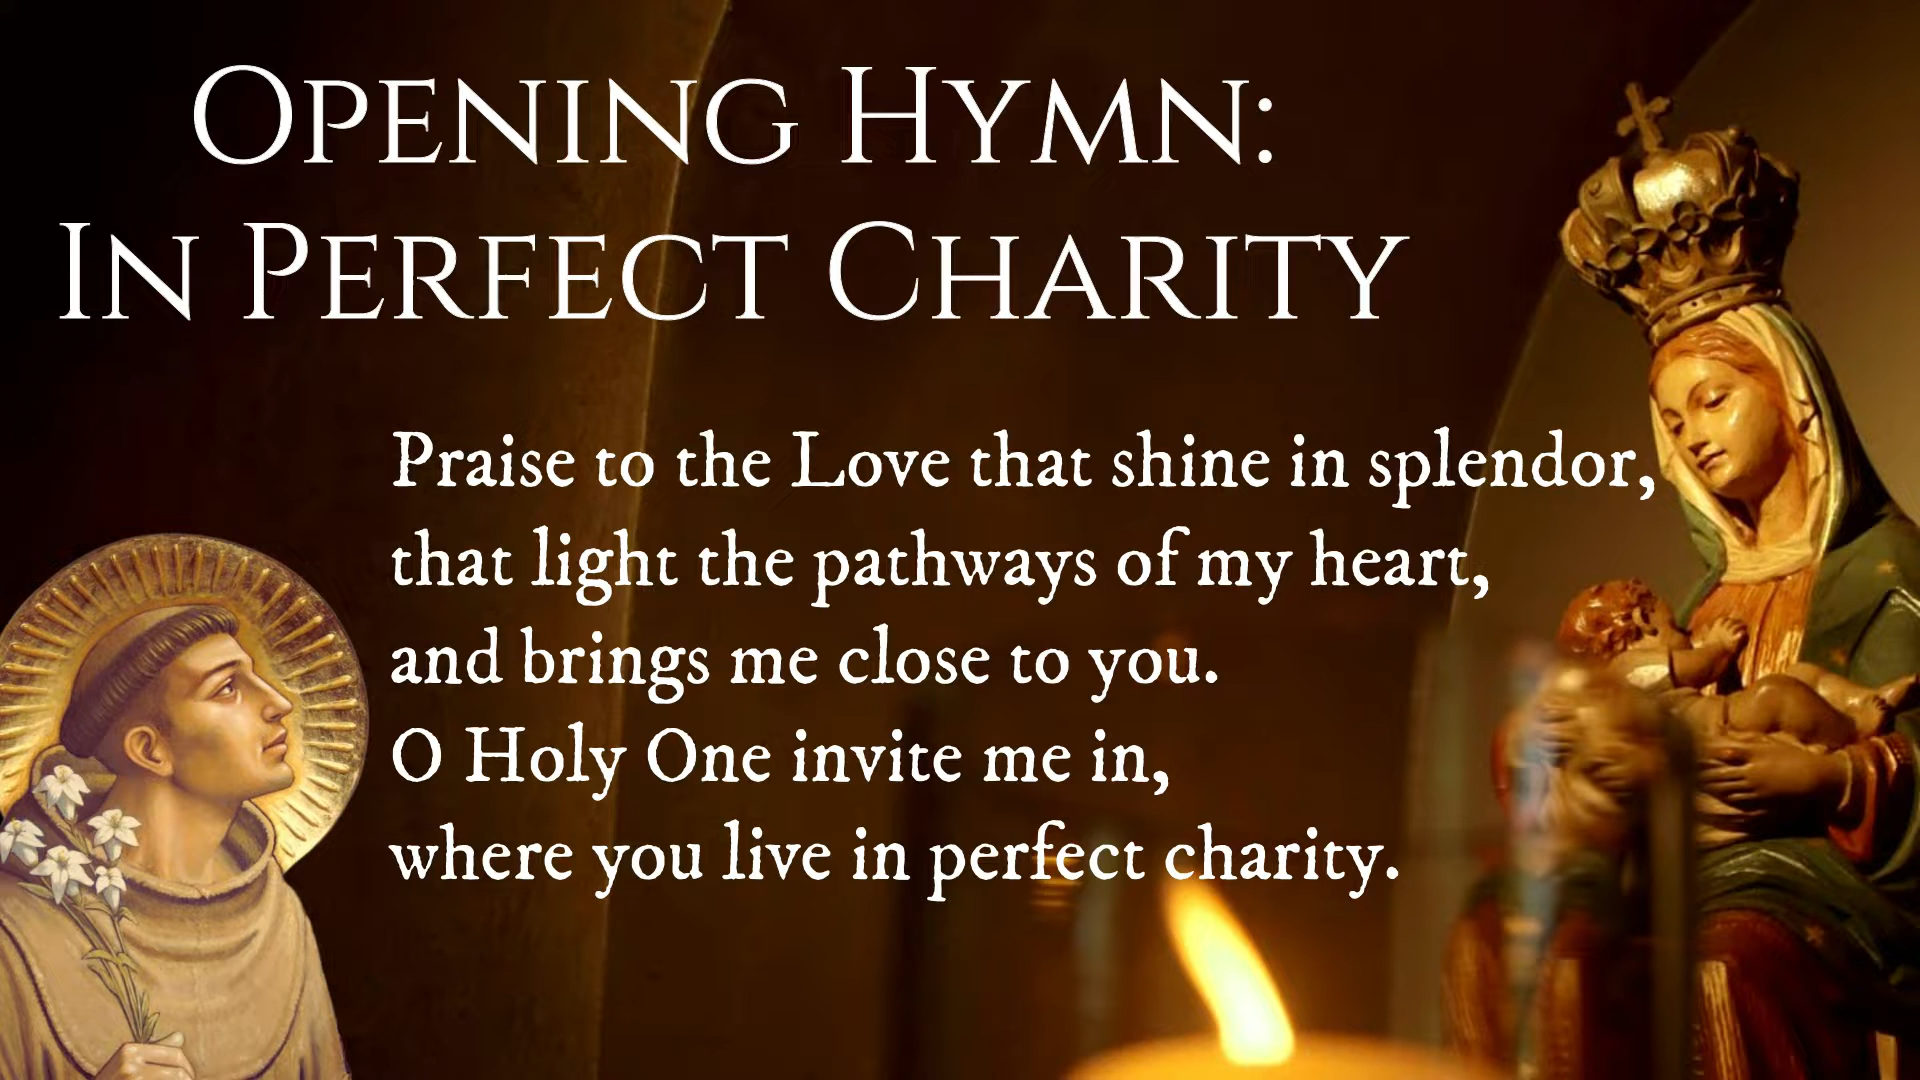 Opening Hymn:
In Perfect Charity
Praise to the Love that shine in splendor,
that light the pathways of my heart,
and brings me close to you.
O Holy One invite me in,
where you live in perfect charity.